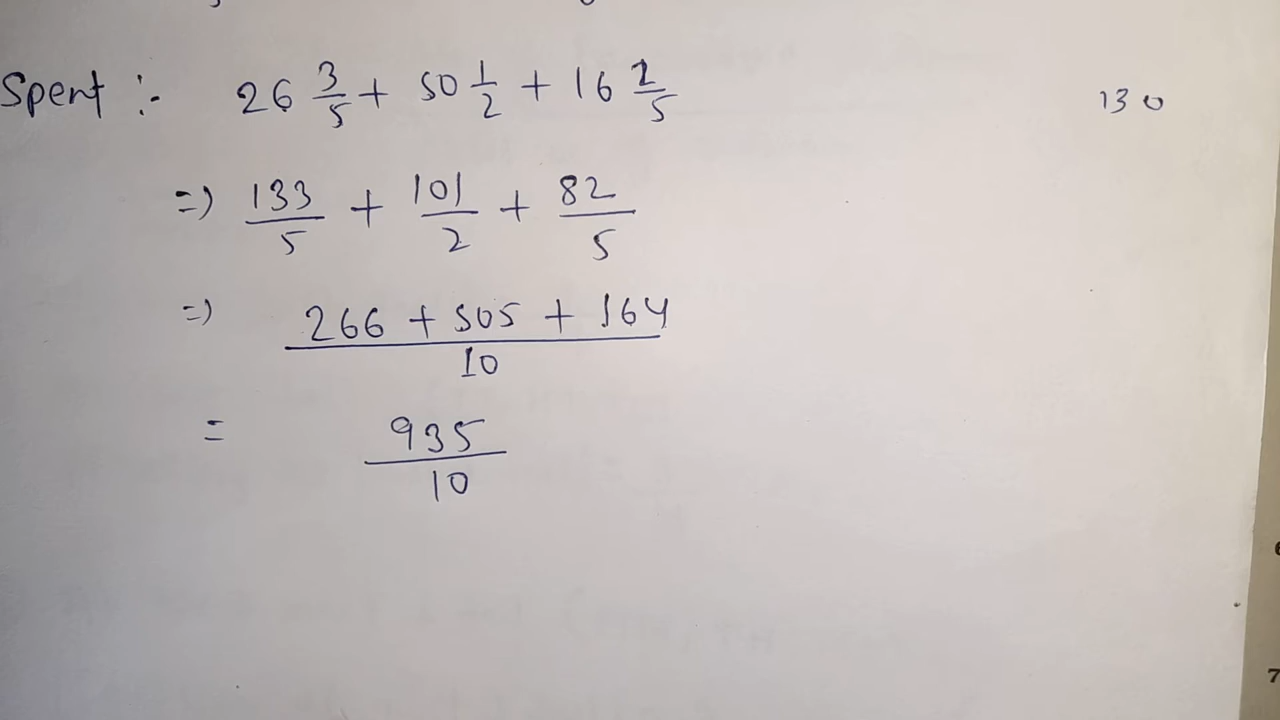 Spent :- 26 3/5 + 50 1/2 + 16 2/5 130
=) 133/5 + 101/2 + 82/5
=) (266 + 505 + 164)/10
= 935/10
7